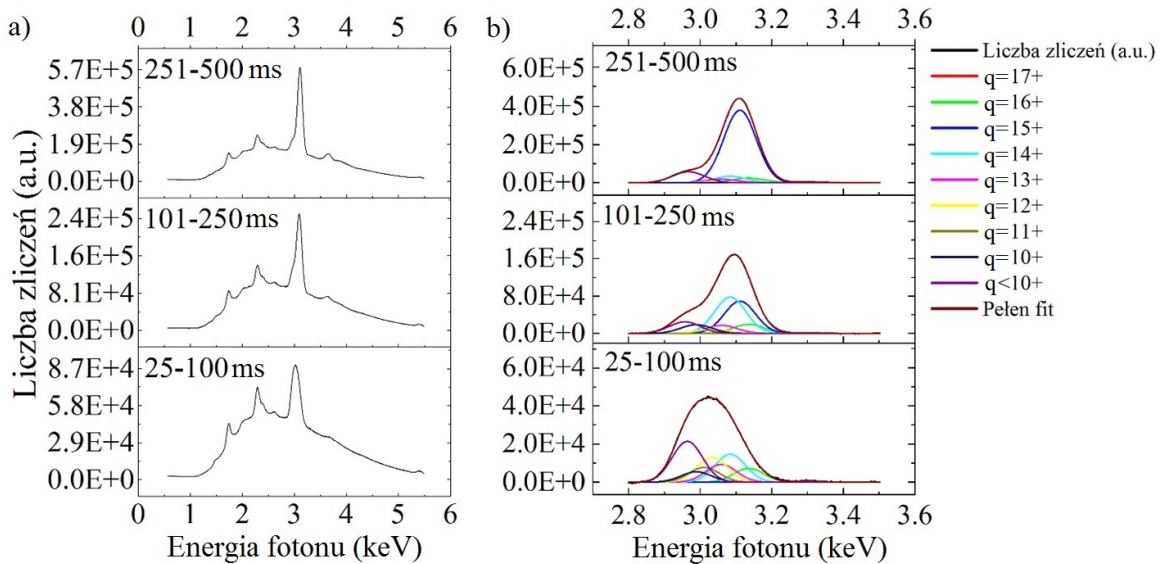 a)
0 1 2 3 4 5 6
251-500 ms
5.7E+5
3.8E+5
1.9E+5
0.0E+0
101-250 ms
2.4E+5
1.6E+5
8.1E+4
0.0E+0
25-100 ms
8.7E+4
5.8E+4
2.9E+4
0.0E+0
0 1 2 3 4 5 6
Liczba zliczeń (a.u.)
Energia fotonu (keV)
b)
2.8 3.0 3.2 3.4 3.6
251-500 ms
6.0E+5
4.0E+5
2.0E+5
0.0E+0
101-250 ms
2.4E+5
1.6E+5
8.0E+4
0.0E+0
25-100 ms
6.0E+4
4.0E+4
2.0E+4
0.0E+0
2.8 3.0 3.2 3.4 3.6
Energia fotonu (keV)
Liczba zliczeń (a.u.)
q=17+
q=16+
q=15+
q=14+
q=13+
q=12+
q=11+
q=10+
q<10+
Pełen fit